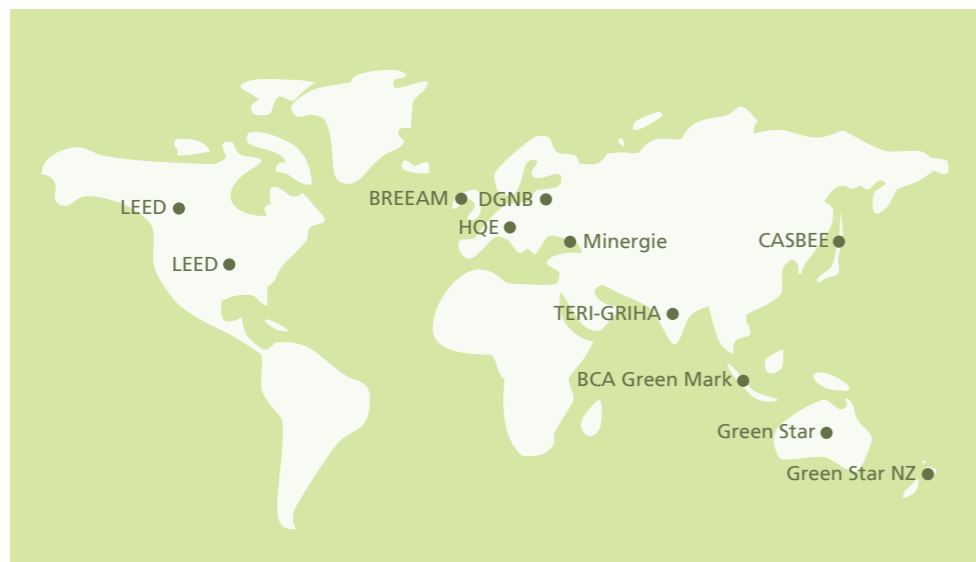 BREEAM
DGNB
LEED
HQE
Minergie
CASBEE
LEED
TERI-GRIHA
BCA Green Mark
Green Star
Green Star NZ